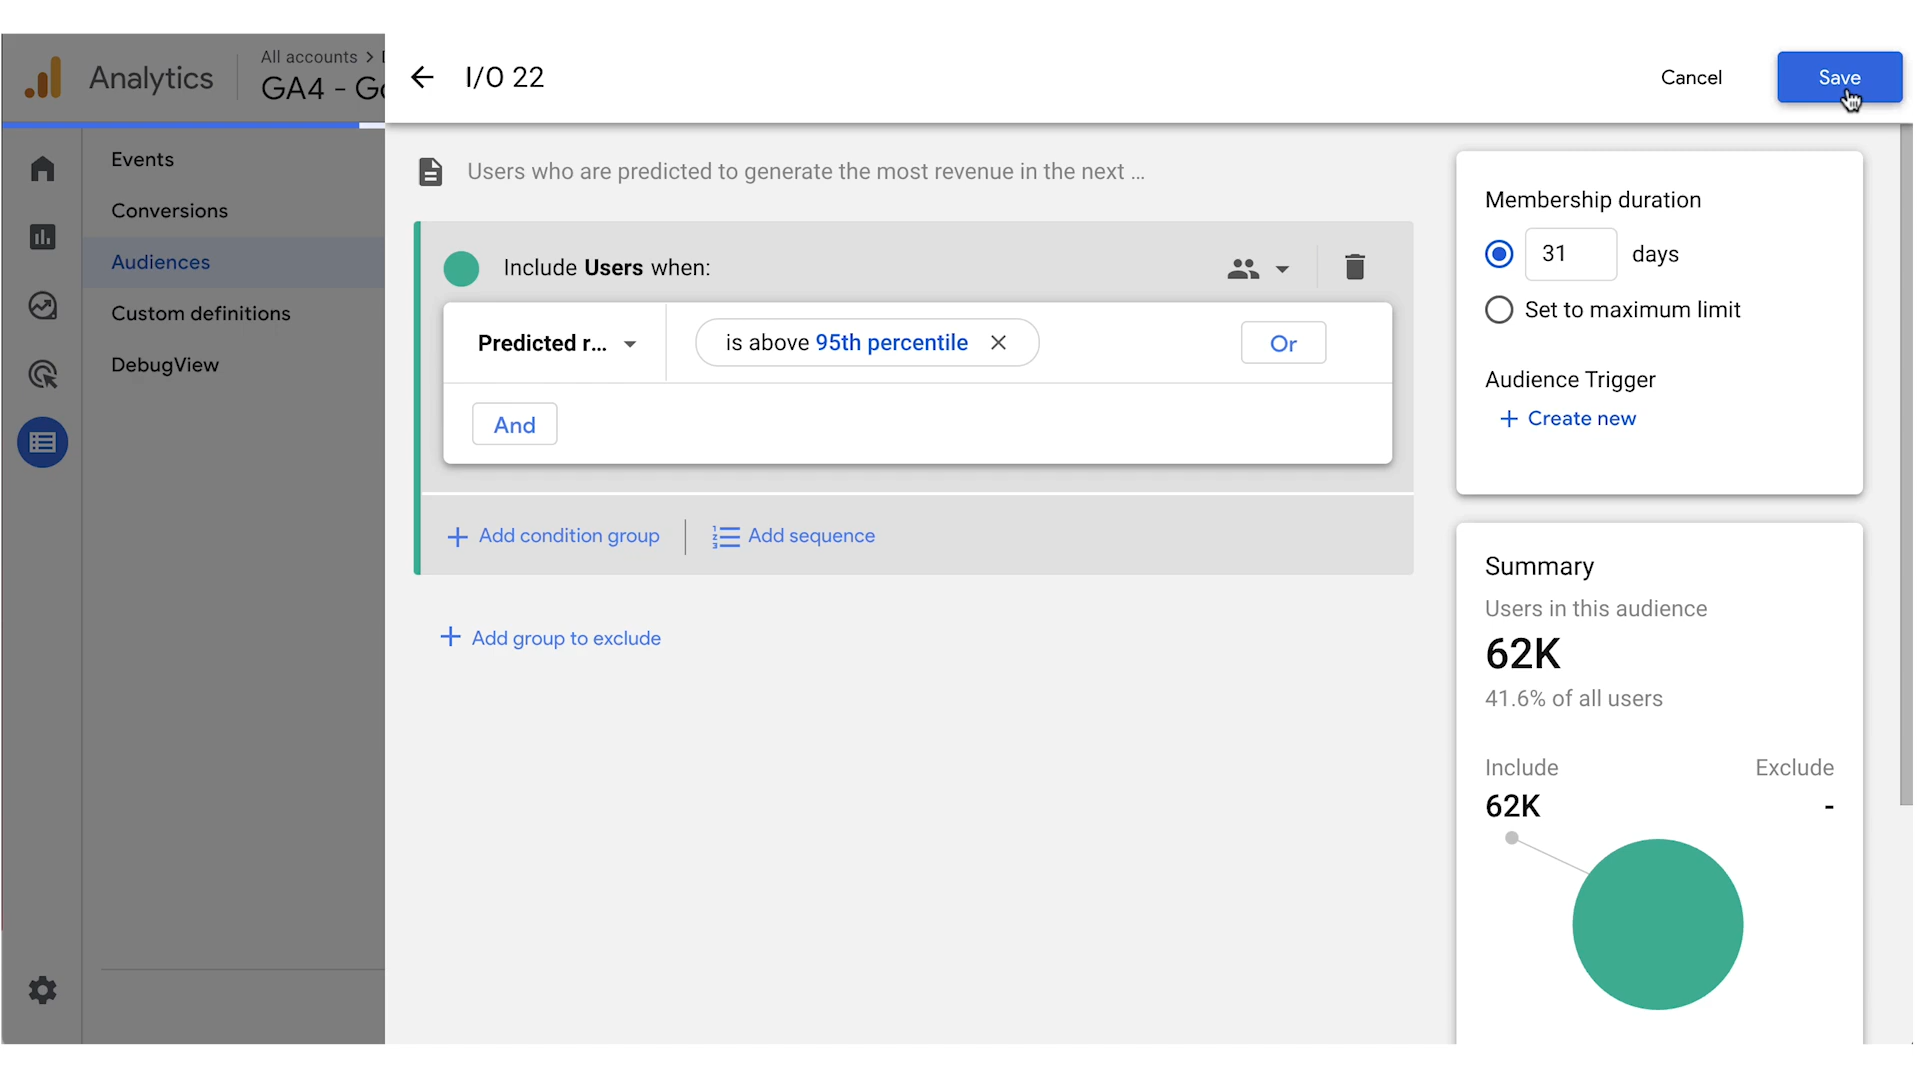 Analytics
All accounts >
GA4 - Go
I/O 22
Cancel
Save
Events
Conversions
Audiences
Custom definitions
DebugView
Users who are predicted to generate the most revenue in the next ...
Include Users when:
Predicted r...
is above 95th percentile
Or
And
Add condition group
Add sequence
Add group to exclude
Membership duration
31 days
Set to maximum limit
Audience Trigger
Create new
Summary
Users in this audience
62K
41.6% of all users
Include Exclude
62K -